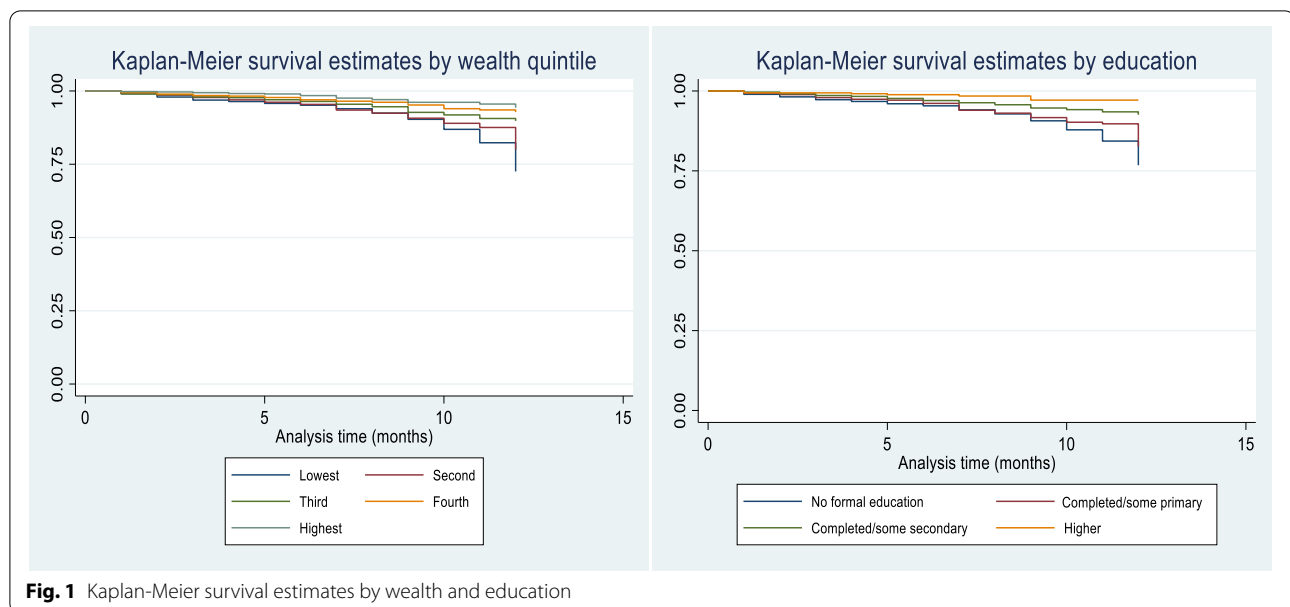 Kaplan-Meier survival estimates by wealth quintile
1.00
0.75
0.50
0.25
0.00
0 5 10 15
Analysis time (months)
Lowest Second
Third Fourth
Highest
Kaplan-Meier survival estimates by education
1.00
0.75
0.50
0.25
0.00
0 5 10 15
Analysis time (months)
No formal education Completed/some primary
Completed/some secondary Higher
Fig. 1 Kaplan-Meier survival estimates by wealth and education